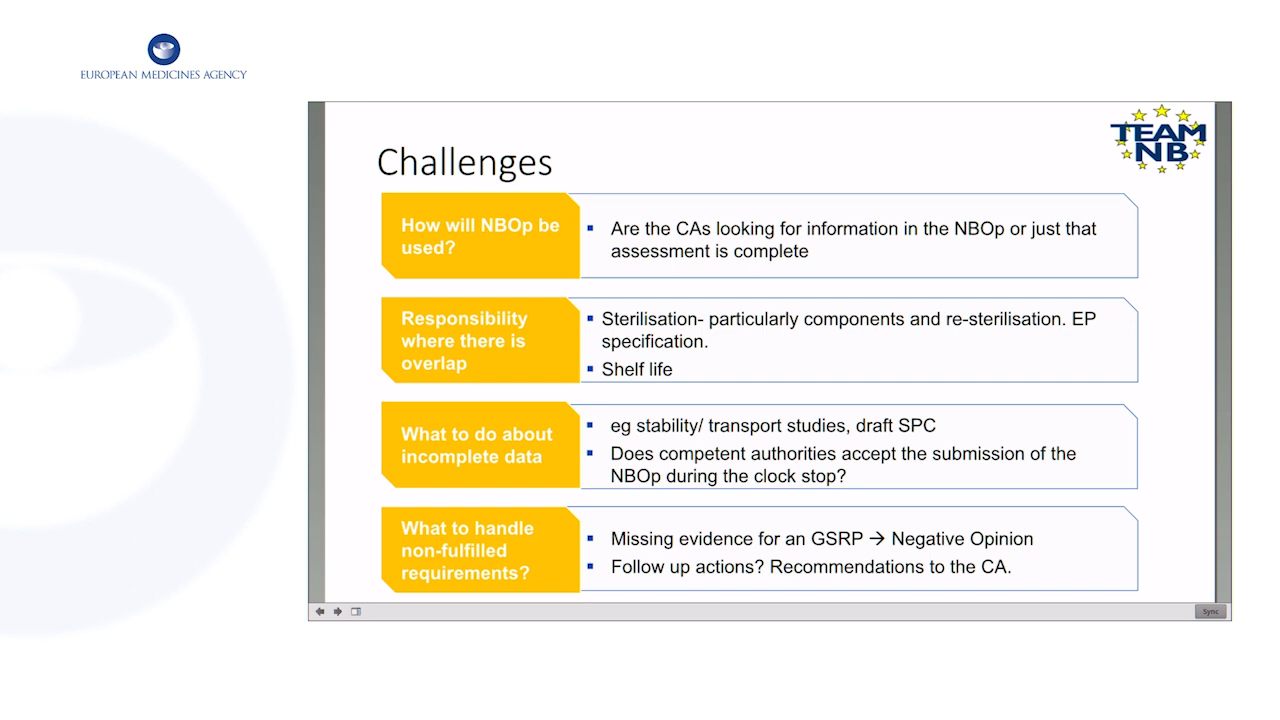 EUROPEAN MEDICINES AGENCY
TEAM
NB
Challenges
How will NBOp be
used?
▪ Are the CAs looking for information in the NBOp or just that
assessment is complete
Responsibility
where there is
overlap
▪ Sterilisation- particularly components and re-sterilisation. EP
specification.
▪ Shelf life
What to do about
incomplete data
▪ eg stability/ transport studies, draft SPC
▪ Does competent authorities accept the submission of the
NBOp during the clock stop?
What to handle
non-fulfilled
requirements?
▪ Missing evidence for an GSRP → Negative Opinion
▪ Follow up actions? Recommendations to the CA.
Sync